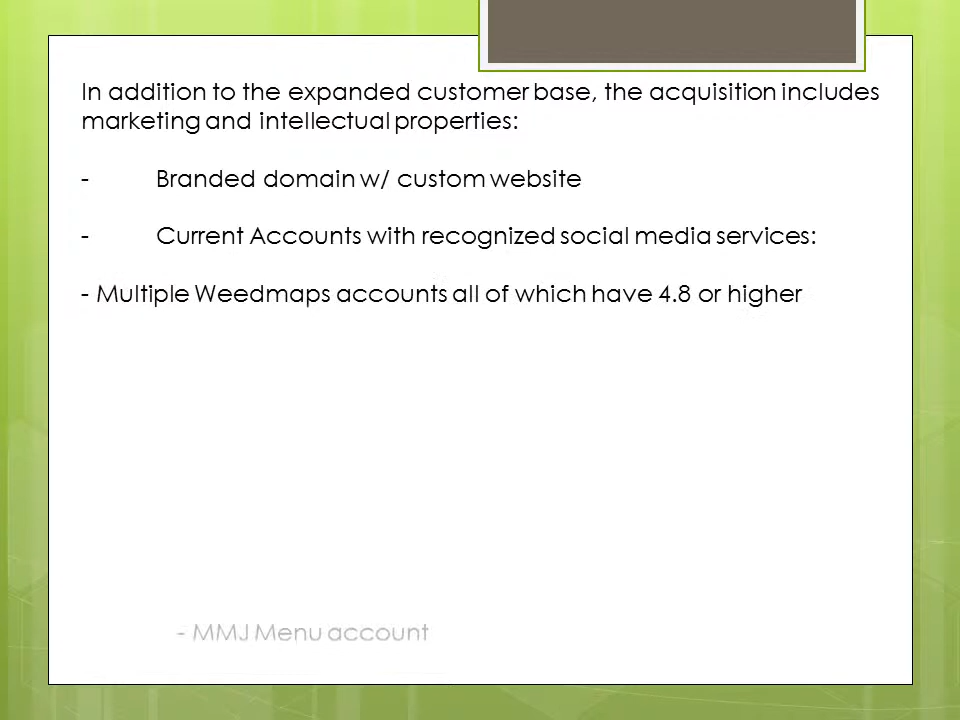 In addition to the expanded customer base, the acquisition includes
marketing and intellectual properties:
- Branded domain w/ custom website
- Current Accounts with recognized social media services:
- Multiple Weedmaps accounts all of which have 4.8 or higher
- MMJ Menu account